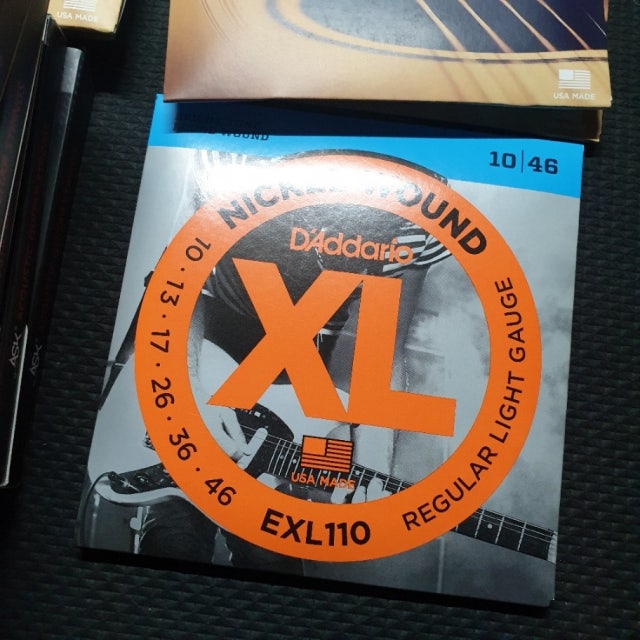 USA MADE
USA MADE
WOUND
10|46
NICKEL WOUND
D'Addario
XL
10 · 13 · 17 · 26 · 36 · 46
REGULAR LIGHT GAUGE
USA MADE
EXL110